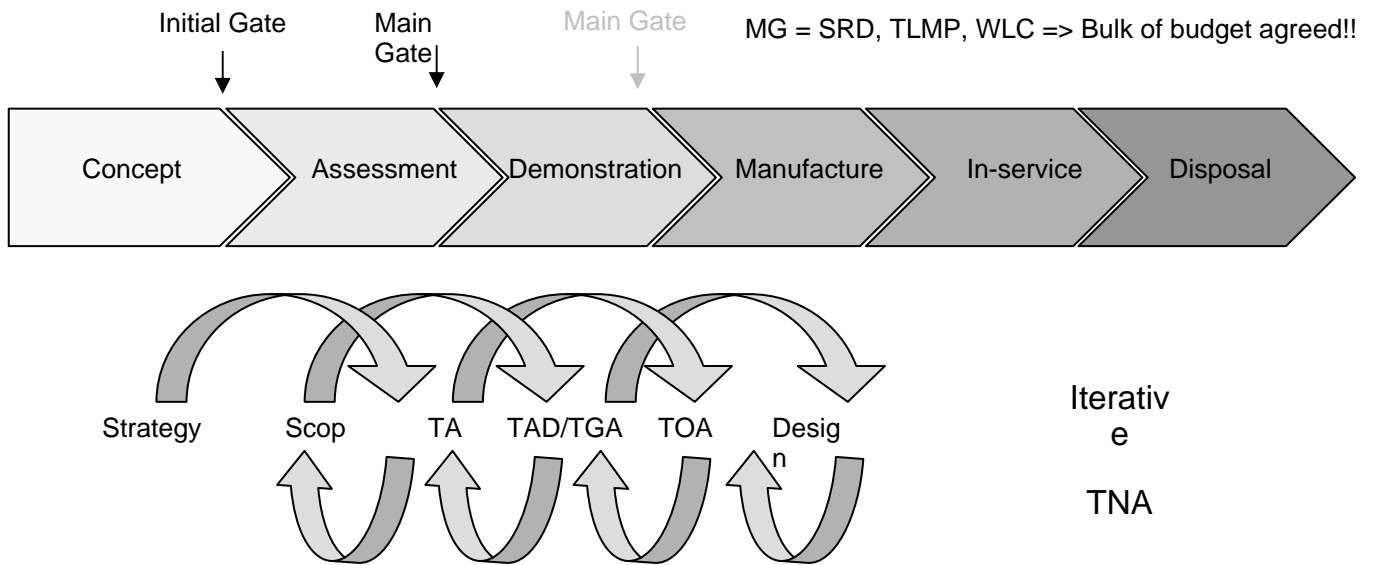 Initial Gate
Main
Gate
Main Gate
MG = SRD, TLMP, WLC => Bulk of budget agreed!!
Concept
Assessment
Demonstration
Manufacture
In-service
Disposal
Strategy
Scop
TA
TAD/TGA
TOA
Desig
n
Iterativ
e
TNA